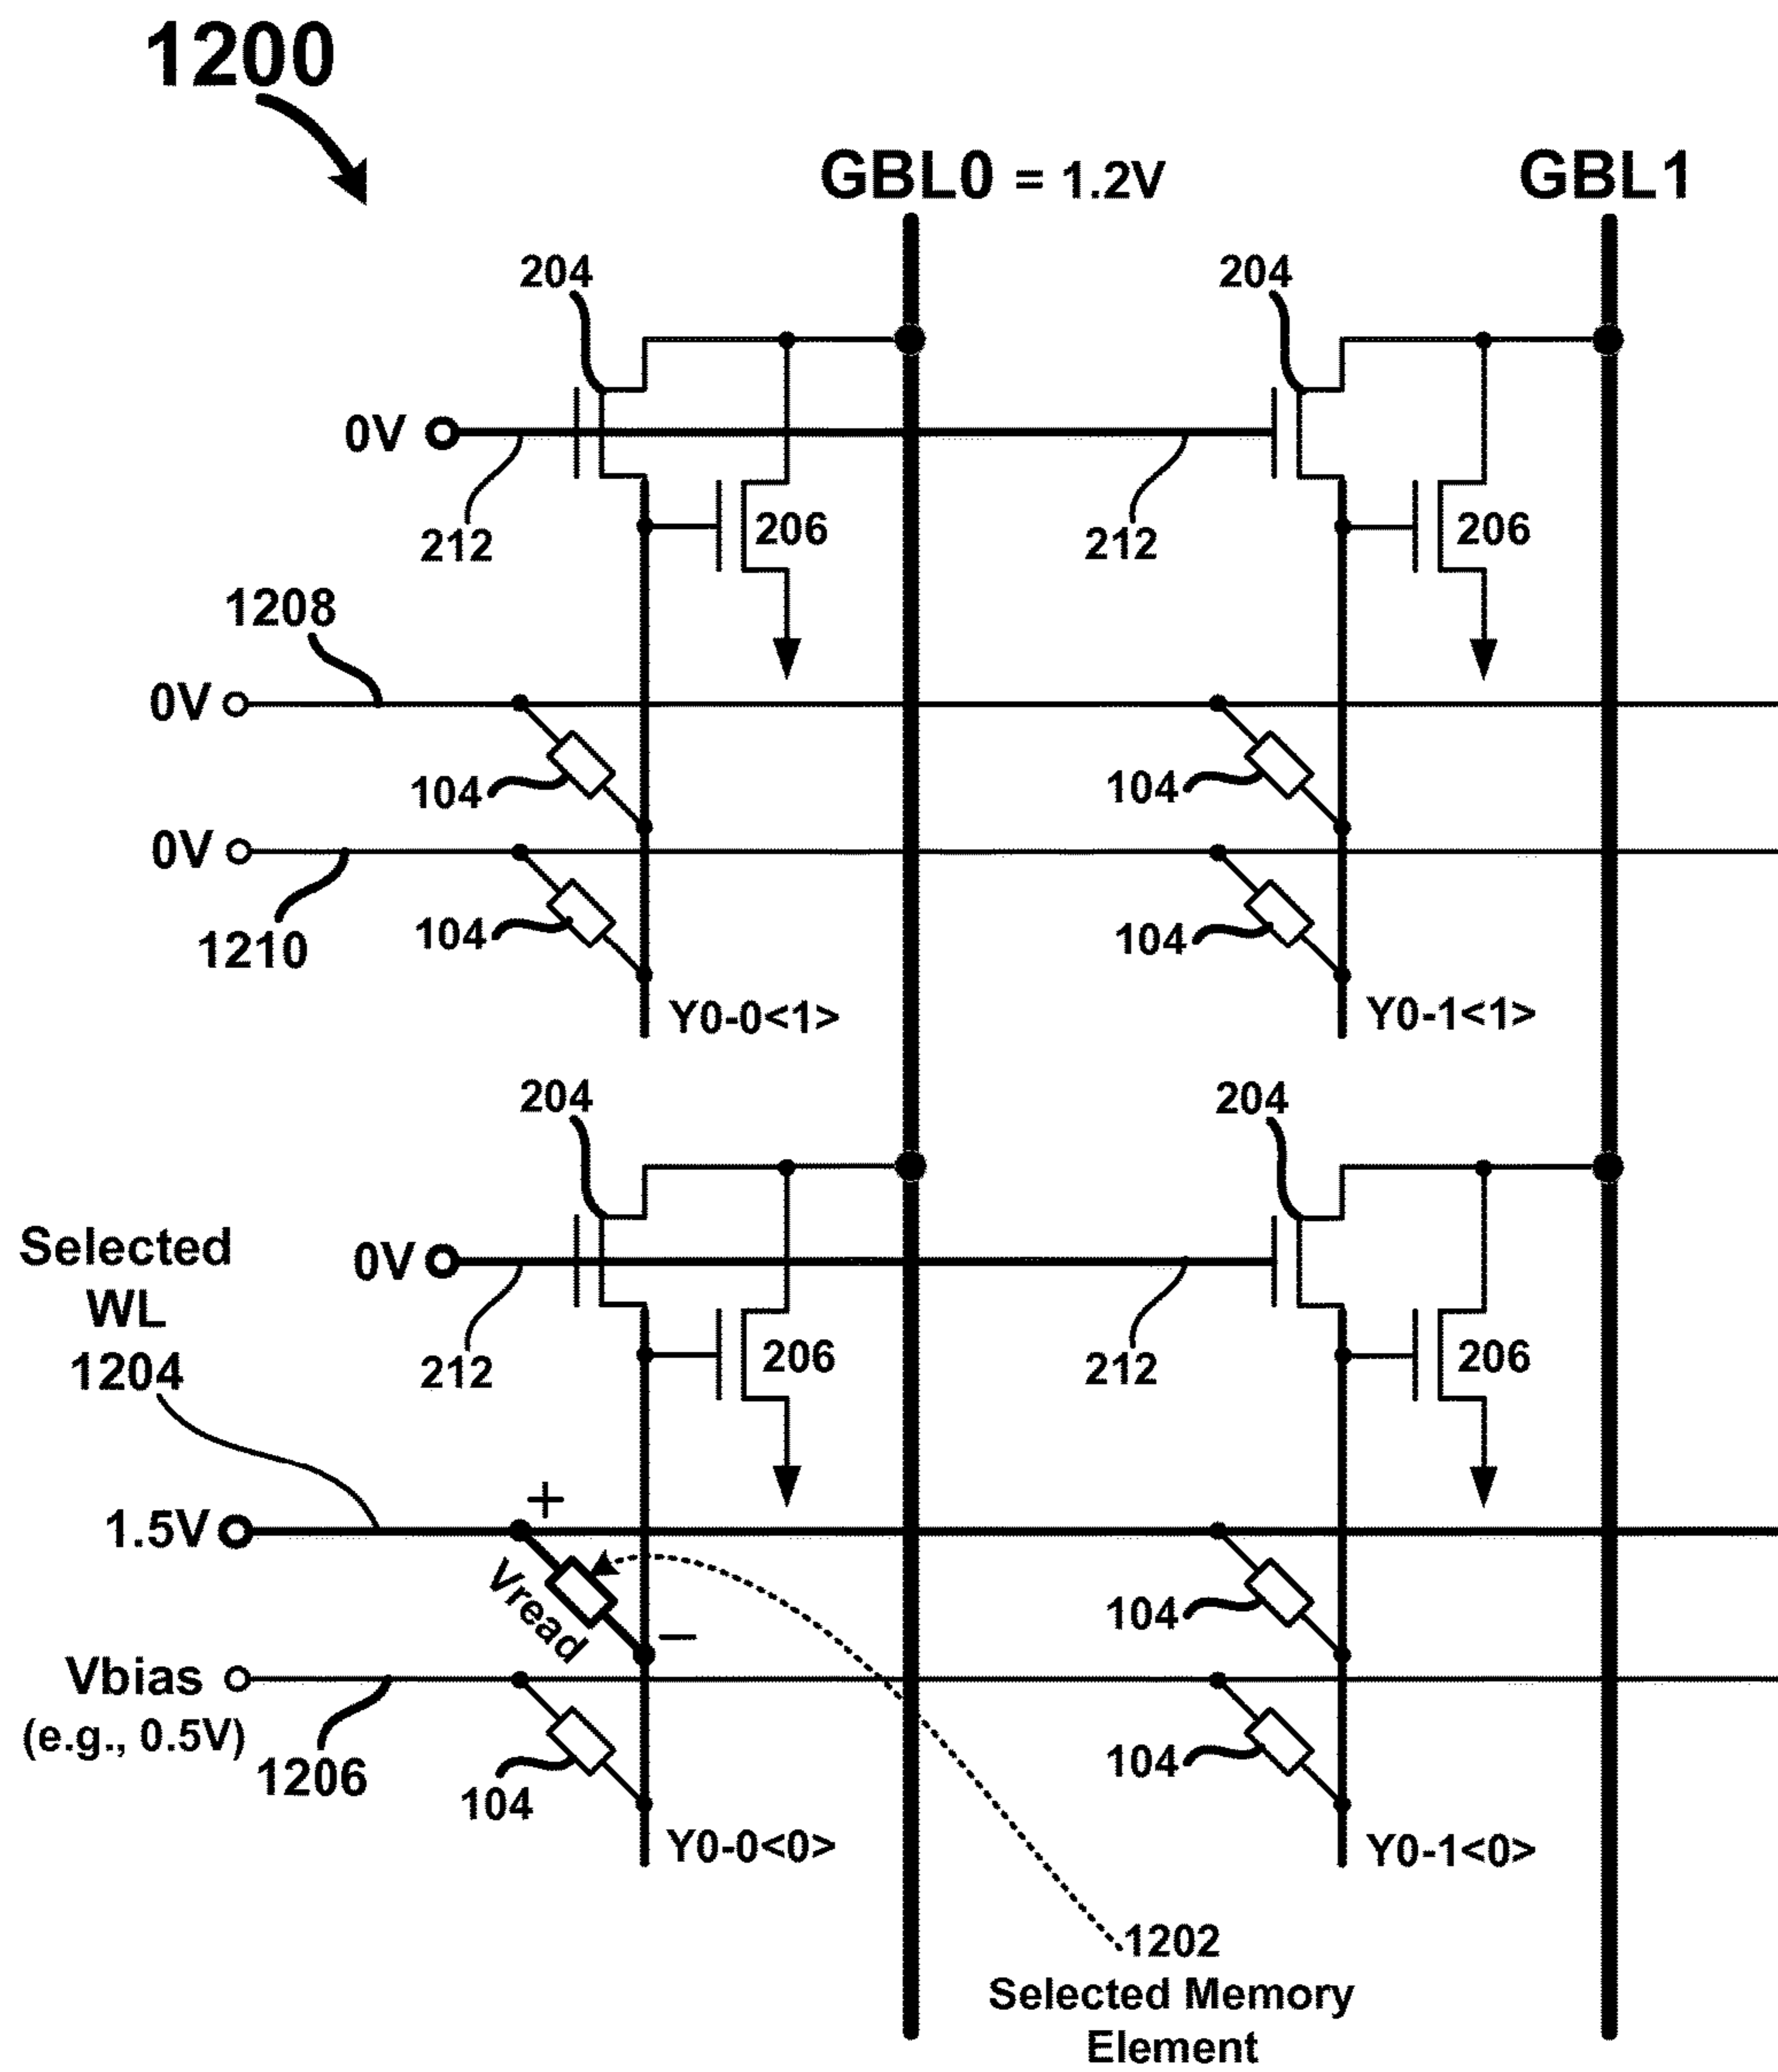 1200
GBL0 = 1.2V
GBL1
204
204
0V
212
206
212
206
1208
0V
104
104
0V
1210
104
104
Y0-0<1>
Y0-1<1>
204
204
Selected
WL
1204
0V
212
206
212
206
+
1.5V
Vread
104
−
Vbias
(e.g., 0.5V)
1206
104
104
Y0-0<0>
Y0-1<0>
1202
Selected Memory
Element